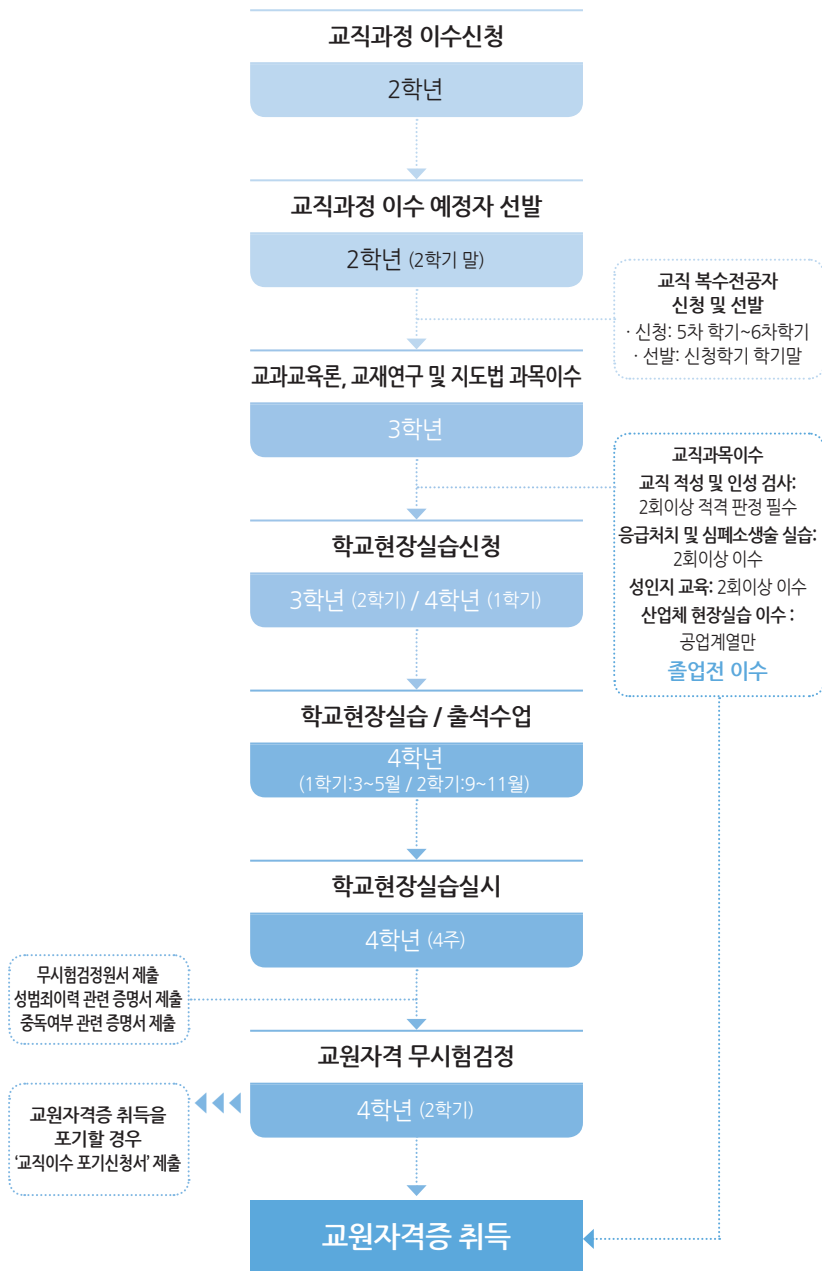 교직과정 이수신청
2학년
교직과정 이수 예정자 선발
2학년 (2학기 말)
교직 복수전공자
신청 및 선발
· 신청: 5차 학기~6차학기
· 선발: 신청학기 학기말
교과교육론, 교재연구 및 지도법 과목이수
3학년
교직과목이수
교직 적성 및 인성 검사:
2회이상 적격 판정 필수
응급처치 및 심폐소생술 실습:
2회이상 이수
성인지 교육: 2회이상 이수
산업체 현장실습 이수 :
공업계열만
졸업전 이수
학교현장실습신청
3학년 (2학기) / 4학년 (1학기)
학교현장실습 / 출석수업
4학년
(1학기:3~5월 / 2학기:9~11월)
학교현장실습실시
4학년 (4주)
무시험검정원서 제출
성범죄이력 관련 증명서 제출
중독여부 관련 증명서 제출
교원자격 무시험검정
4학년 (2학기)
교원자격증 취득을
포기할 경우
‘교직이수 포기신청서’ 제출
교원자격증 취득